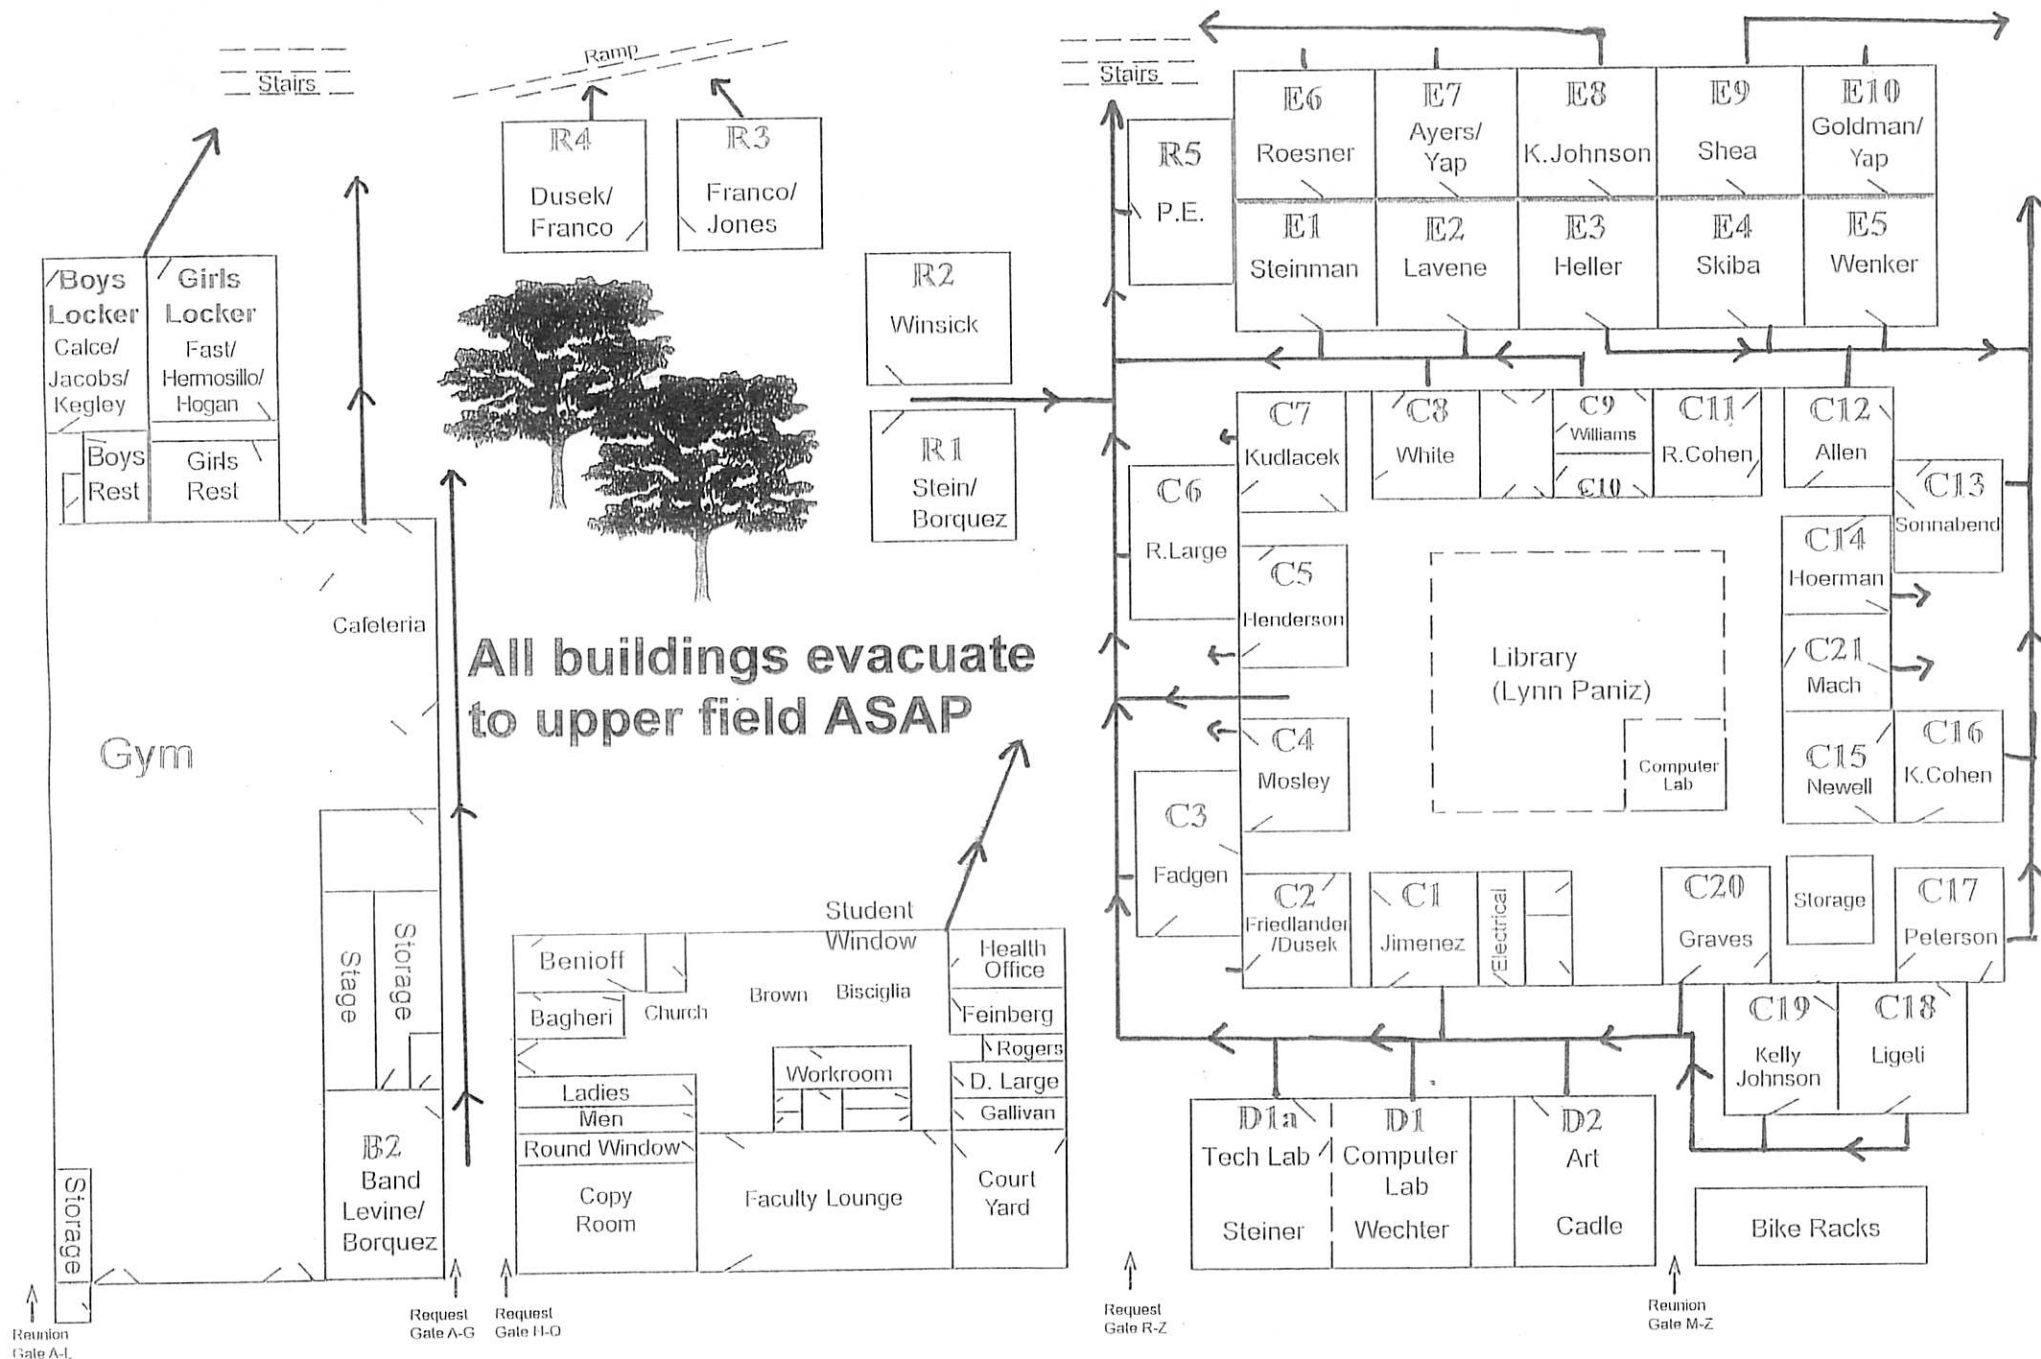 Ramp
Stairs
Stairs
R4
Dusek/
Franco
R3
Franco/
Jones
R5
P.E.
E6
Roesner
E7
Ayers/
Yap
E8
K.Johnson
E9
Shea
E10
Goldman/
Yap
E1
Steinman
E2
Lavene
E3
Heller
E4
Skiba
E5
Wenker
Boys
Locker
Calce/
Jacobs/
Kegley
Girls
Locker
Fast/
Hermosillo/
Hogan
Boys
Rest
Girls
Rest
R2
Winsick
R1
Stein/
Borquez
C7
Kudlacek
C8
White
C9
Williams
C10
C11
R.Cohen
C12
Allen
C13
Sonnabend
C6
R.Large
C5
Henderson
C14
Hoerman
C21
Mach
Library
(Lynn Paniz)
Computer
Lab
Cafeteria
Gym
All buildings evacuate
to upper field ASAP
C4
Mosley
C15
Newell
C16
K.Cohen
C3
Fadgen
C2
Friedlander
/Dusek
C1
Jimenez
Electrical
C20
Graves
Storage
C17
Peterson
Stage
Storage
Student
Window
Benioff
Bagheri
Church
Brown
Bisciglia
Health
Office
Feinberg
Rogers
D. Large
Gallivan
Workroom
Ladies
Men
Round Window
Copy
Room
Faculty Lounge
Court
Yard
C19
Kelly
Johnson
C18
Ligeti
B2
Band
Levine/
Borquez
Storage
D1a
Tech Lab
Steiner
D1
Computer
Lab
Wechter
D2
Art
Cadle
Bike Racks
Reunion
Gate A-L
Request
Gate A-G
Request
Gate H-Q
Request
Gate R-Z
Reunion
Gate M-Z